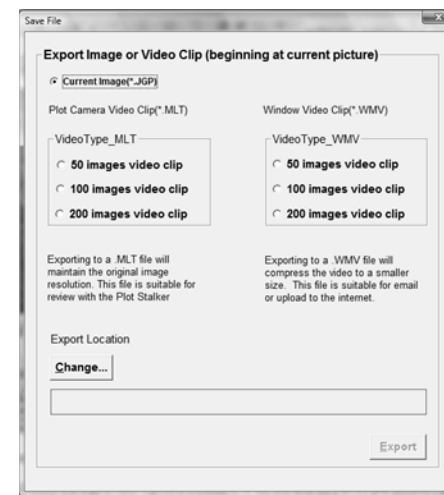 Save File
Export Image or Video Clip (beginning at current picture)
Current Image(*.JGP)
Plot Camera Video Clip(*.MLT)
Window Video Clip(*.WMV)
VideoType_MLT
VideoType_WMV
50 images video clip
50 images video clip
100 images video clip
100 images video clip
200 images video clip
200 images video clip
Exporting to a .MLT file will
maintain the original image
resolution. This file is suitable for
review with the Plot Stalker
Exporting to a .WMV file will
compress the video to a smaller
size. This file is suitable for email
or upload to the internet.
Export Location
Change...
Export